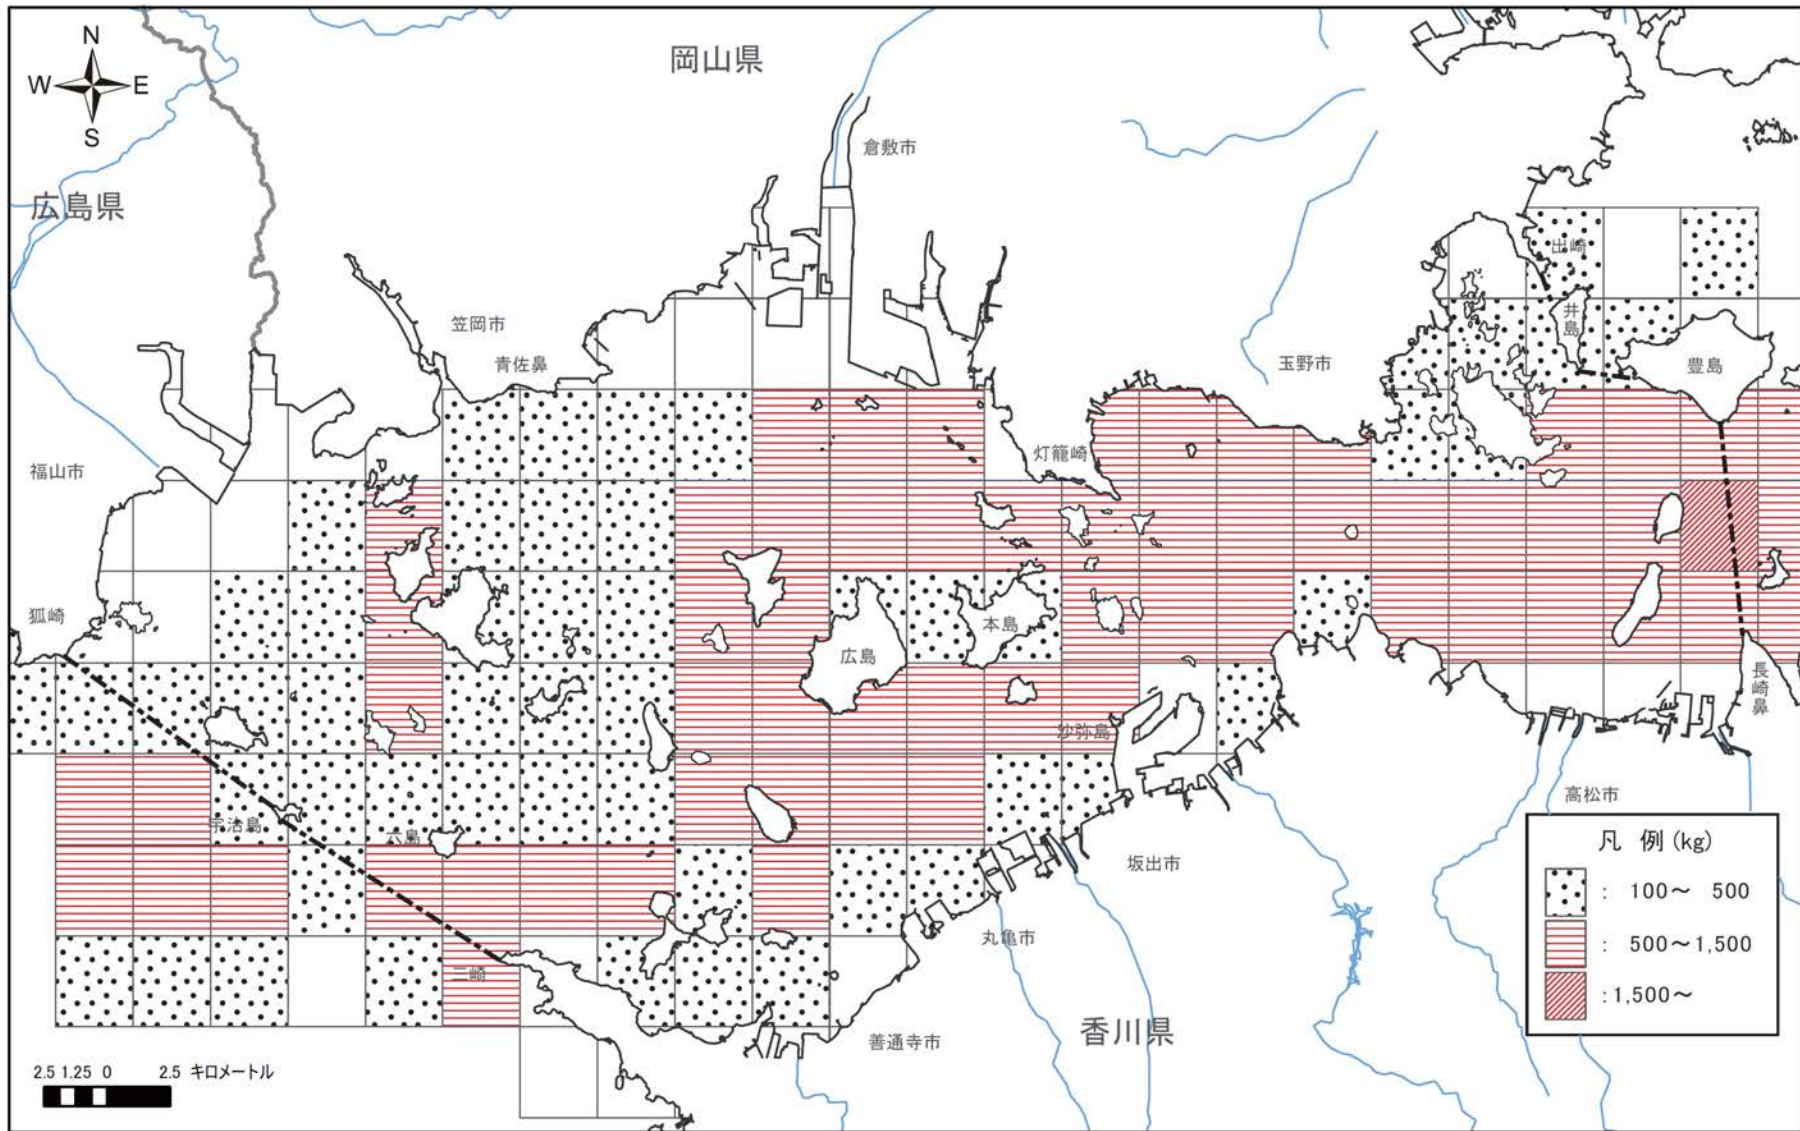 N
W E
S
岡山県
倉敷市
広島県
出崎
井島
笠岡市
青佐鼻
玉野市
豊島
灯籠崎
福山市
狐崎
本島
広島
長崎鼻
沙弥島
高松市
宇治島
六島
坂出市
丸亀市
三崎
香川県
善通寺市
凡 例 (kg)
: 100～ 500
: 500～1,500
:1,500～
2.5 1.25 0 2.5 キロメートル